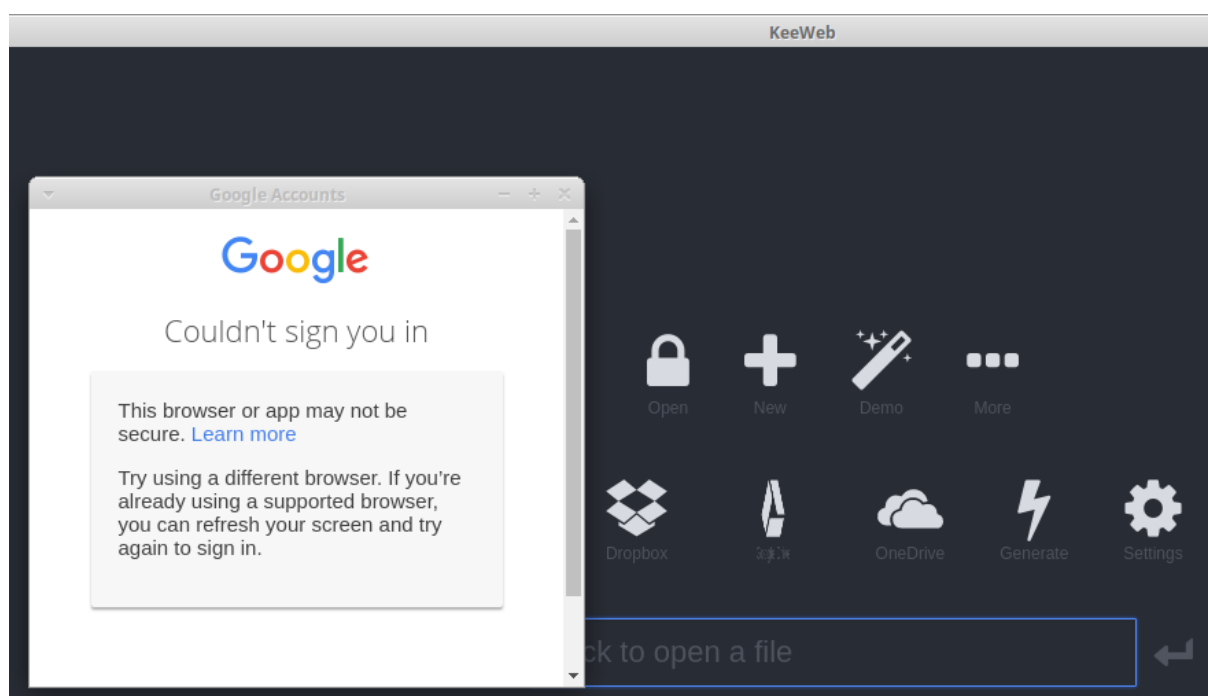 KeeWeb
Google Accounts
Google
Couldn't sign you in
This browser or app may not be
secure. Learn more
Try using a different browser. If you're
already using a supported browser,
you can refresh your screen and try
again to sign in.
Open New Demo More
Dropbox OneDrive Generate Settings
ck to open a file